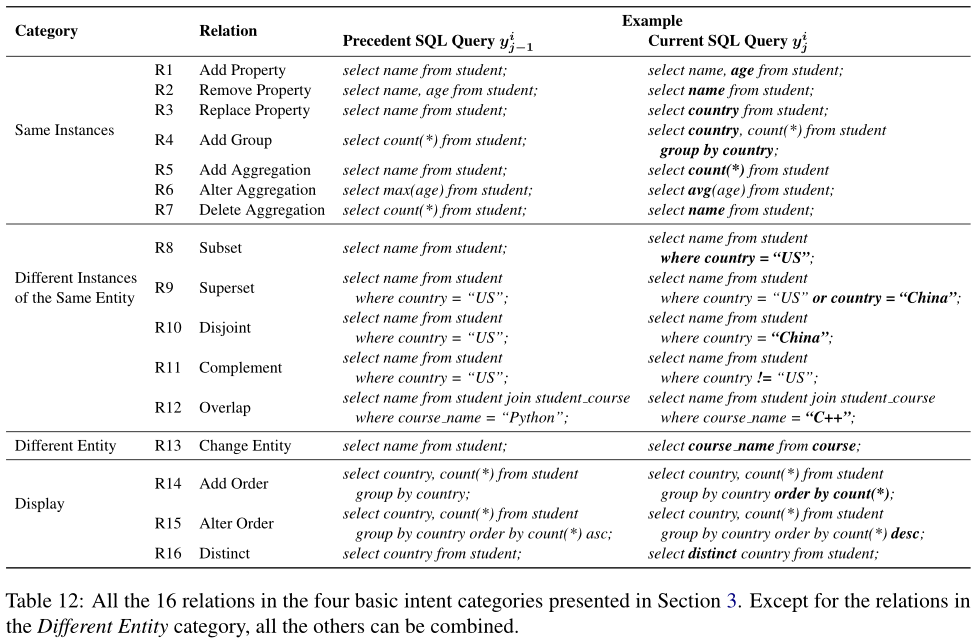 Category Relation Example
Precedent SQL Query y^i_{j−1} Current SQL Query y^i_j
Same Instances
R1 Add Property select name from student; select name, age from student;
R2 Remove Property select name, age from student; select name from student;
R3 Replace Property select name from student; select country from student;
R4 Add Group select count(*) from student; select country, count(*) from student
group by country;
R5 Add Aggregation select name from student; select count(*) from student
R6 Alter Aggregation select max(age) from student; select avg(age) from student;
R7 Delete Aggregation select count(*) from student; select name from student;
Different Instances
of the Same Entity
R8 Subset select name from student; select name from student
where country = “US”;
R9 Superset select name from student select name from student
where country = “US”; where country = “US” or country = “China”;
R10 Disjoint select name from student select name from student
where country = “US”; where country = “China”;
R11 Complement select name from student select name from student
where country = “US”; where country != “US”;
R12 Overlap select name from student join student_course select name from student join student_course
where course_name = “Python”; where course_name = “C++”;
Different Entity R13 Change Entity select name from student; select course_name from course;
Display
R14 Add Order select country, count(*) from student select country, count(*) from student
group by country; group by country order by count(*);
R15 Alter Order select country, count(*) from student select country, count(*) from student
group by country order by count(*) asc; group by country order by count(*) desc;
R16 Distinct select country from student; select distinct country from student;
Table 12: All the 16 relations in the four basic intent categories presented in Section 3. Except for the relations in
the Different Entity category, all the others can be combined.